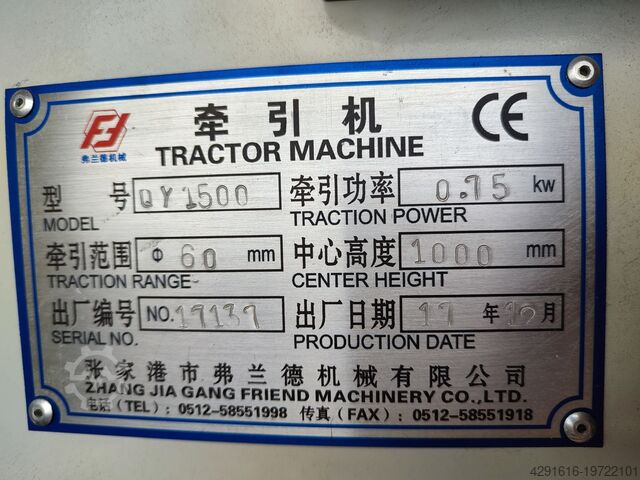 牵引机
CE
弗兰德机械
TRACTOR MACHINE
型号 QY1500 牵引功率 0.75 kw
MODEL TRACTION POWER
牵引范围 Φ 60 mm 中心高度 1000 mm
TRACTION RANGE CENTER HEIGHT
出厂编号 NO.17137 出厂日期 17 年 10 月
SERIAL NO. PRODUCTION DATE
张家港市弗兰德机械有限公司
ZHANG JIA GANG FRIEND MACHINERY CO.,LTD.
电话(TEL)：0512-58551998 传真(FAX)：0512-58551918
4291616-19722101